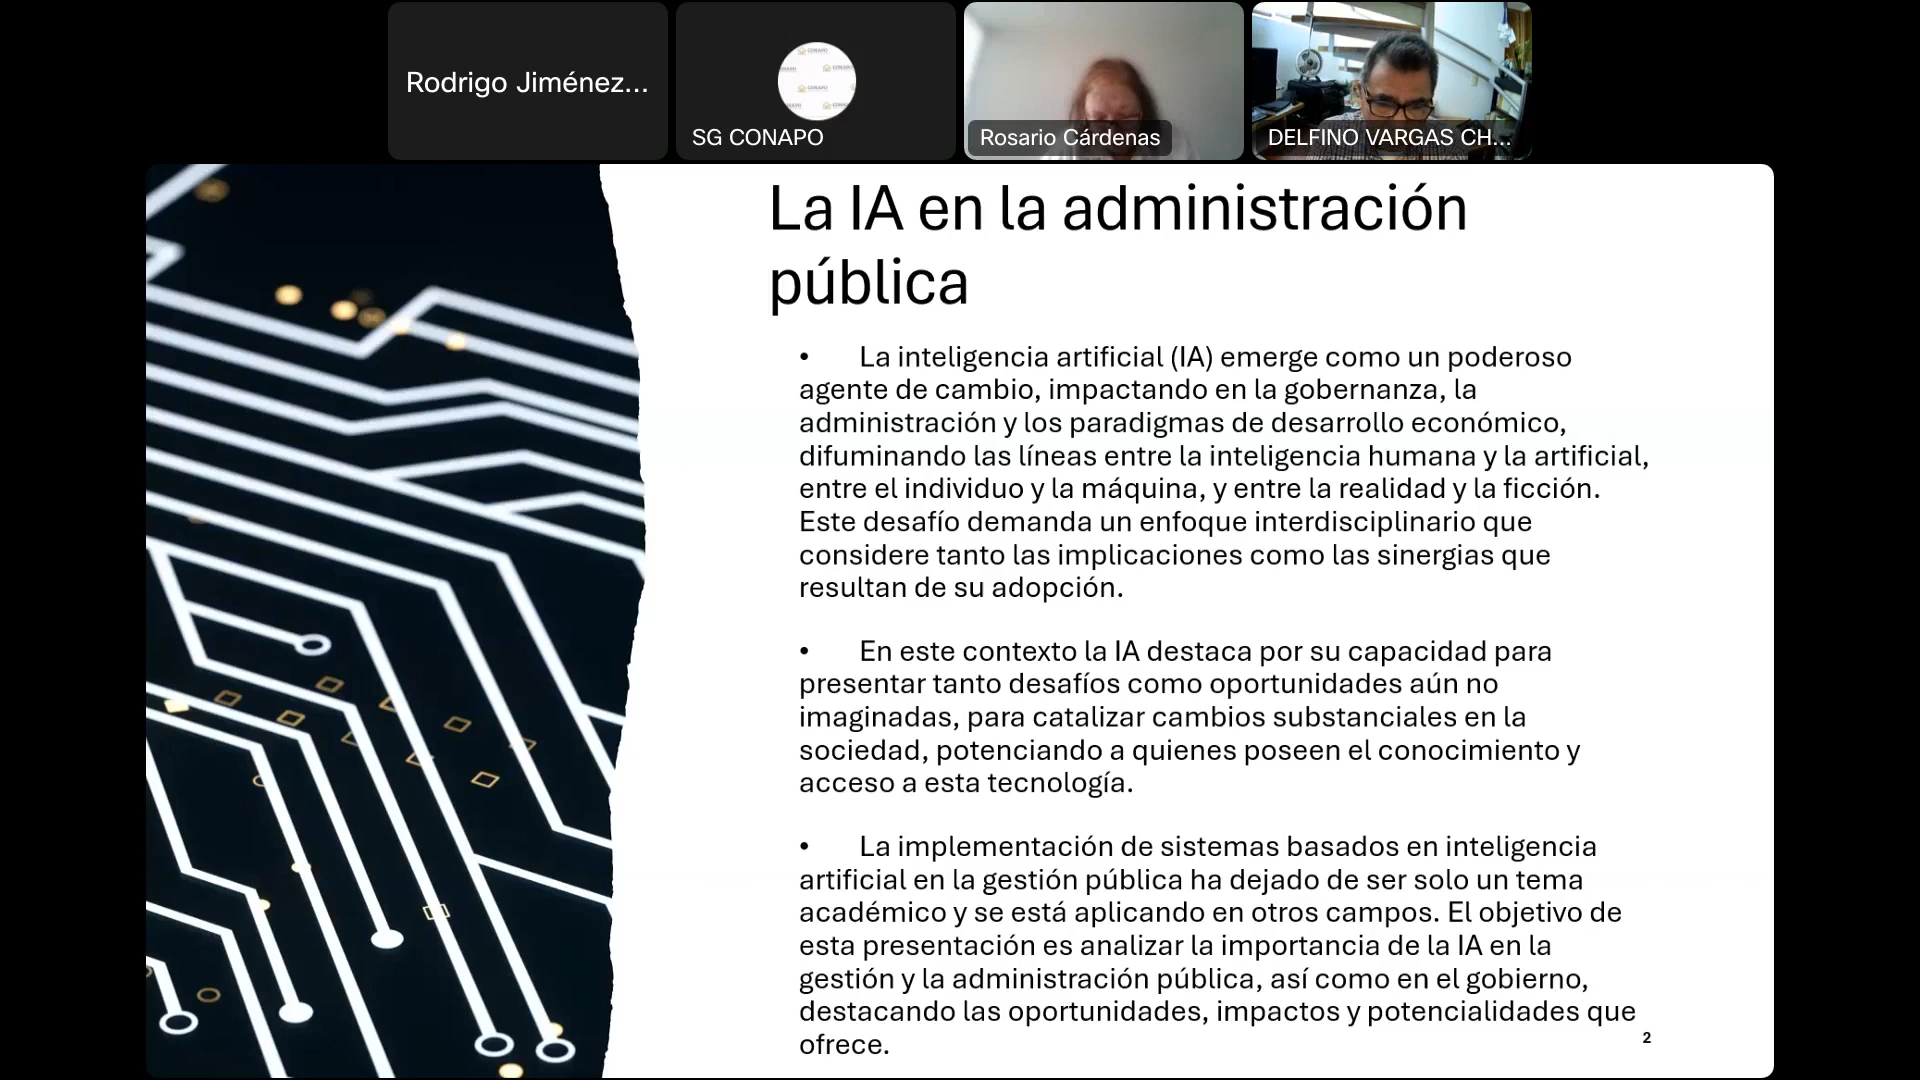 Rodrigo Jiménez...
SG CONAPO
Rosario Cárdenas
DELFINO VARGAS CH...
La IA en la administración
pública
• La inteligencia artificial (IA) emerge como un poderoso
agente de cambio, impactando en la gobernanza, la
administración y los paradigmas de desarrollo económico,
difuminando las líneas entre la inteligencia humana y la artificial,
entre el individuo y la máquina, y entre la realidad y la ficción.
Este desafío demanda un enfoque interdisciplinario que
considere tanto las implicaciones como las sinergias que
resultan de su adopción.
• En este contexto la IA destaca por su capacidad para
presentar tanto desafíos como oportunidades aún no
imaginadas, para catalizar cambios substanciales en la
sociedad, potenciando a quienes poseen el conocimiento y
acceso a esta tecnología.
• La implementación de sistemas basados en inteligencia
artificial en la gestión pública ha dejado de ser solo un tema
académico y se está aplicando en otros campos. El objetivo de
esta presentación es analizar la importancia de la IA en la
gestión y la administración pública, así como en el gobierno,
destacando las oportunidades, impactos y potencialidades que
ofrece.
2